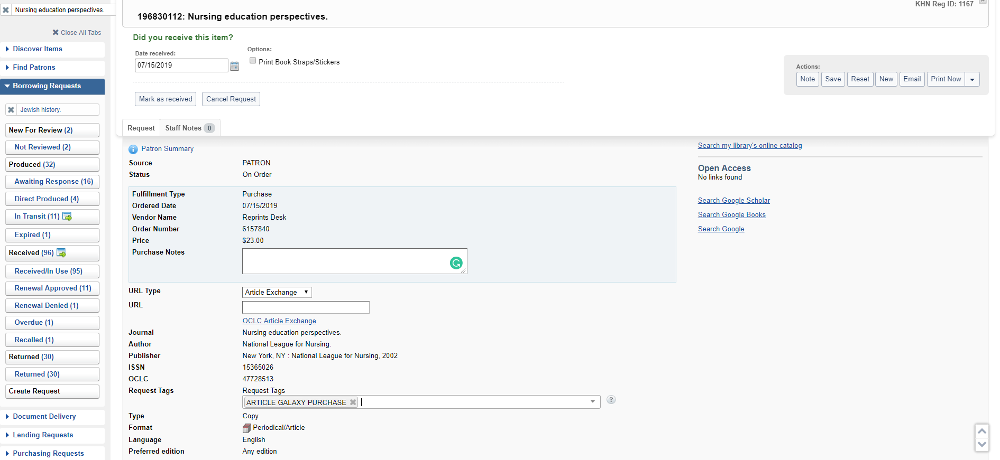 Nursing education perspectives.
Close All Tabs
Discover Items
Find Patrons
Borrowing Requests
Jewish history.
New For Review (2)
Not Reviewed (2)
Produced (32)
Awaiting Response (16)
Direct Produced (4)
In Transit (11)
Expired (1)
Received (96)
Received/In Use (95)
Renewal Approved (11)
Renewal Denied (1)
Overdue (1)
Recalled (1)
Returned (30)
Returned (30)
Create Request
Document Delivery
Lending Requests
Purchasing Requests
KHN Reg ID: 1167
196830112: Nursing education perspectives.
Did you receive this item?
Date received:
07/15/2019
Options:
Print Book Straps/Stickers
Mark as received Cancel Request
Actions:
Note Save Reset New Email Print Now
Request Staff Notes 0
Patron Summary
Source PATRON
Status On Order
Fulfillment Type Purchase
Ordered Date 07/15/2019
Vendor Name Reprints Desk
Order Number 6157840
Price $23.00
Purchase Notes
URL Type Article Exchange
URL
OCLC Article Exchange
Journal Nursing education perspectives.
Author National League for Nursing.
Publisher New York, NY : National League for Nursing, 2002
ISSN 15365026
OCLC 47728513
Request Tags Request Tags
ARTICLE GALAXY PURCHASE
?
Type Copy
Format Periodical/Article
Language English
Preferred edition Any edition
Search my library's online catalog
Open Access
No links found
Search Google Scholar
Search Google Books
Search Google